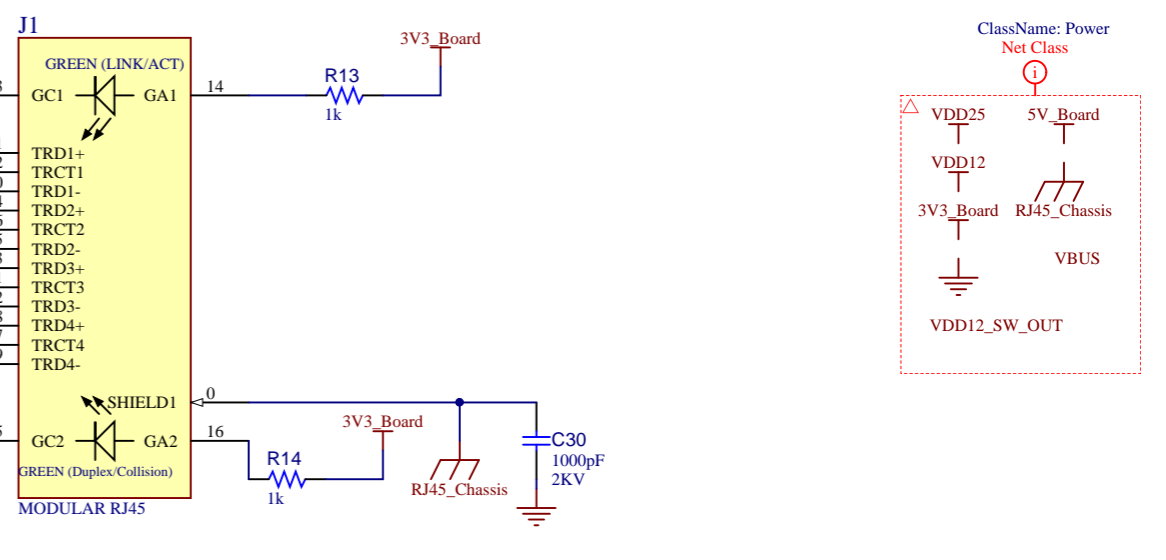 J1
GREEN (LINK/ACT)
GC1
GA1
14
R13
1k
3V3_Board
TRD1+
TRCT1
TRD1-
TRD2+
TRCT2
TRD2-
TRD3+
TRCT3
TRD3-
TRD4+
TRCT4
TRD4-
SHIELD1
0
GC2
GA2
16
GREEN (Duplex/Collision)
MODULAR RJ45
R14
1k
3V3_Board
RJ45_Chassis
C30
1000pF
2KV
ClassName: Power
Net Class
i
VDD25
5V_Board
VDD12
3V3_Board
RJ45_Chassis
VBUS
VDD12_SW_OUT